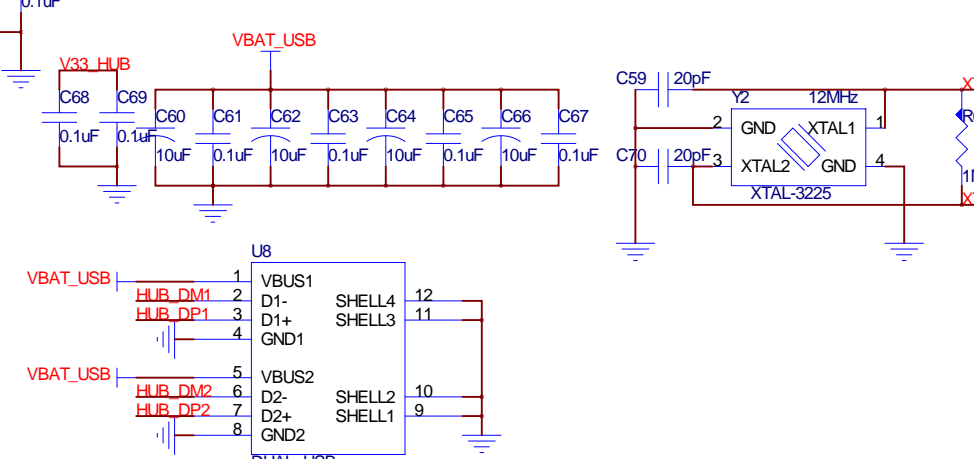 0.1uF
VBAT_USB
V33_HUB
C68 C69 C60 C61 C62 C63 C64 C65 C66 C67
0.1uF 0.1uF 10uF 0.1uF 10uF 0.1uF 10uF 0.1uF 10uF 0.1uF
C59 20pF
Y2 12MHz
2 GND XTAL1 1
C70 20pF
3 XTAL2 GND 4
XTAL-3225
U8
VBAT_USB 1 VBUS1
HUB_DM1 2 D1- SHELL4 12
HUB_DP1 3 D1+ SHELL3 11
4 GND1
VBAT_USB 5 VBUS2
HUB_DM2 6 D2- SHELL2 10
HUB_DP2 7 D2+ SHELL1 9
8 GND2